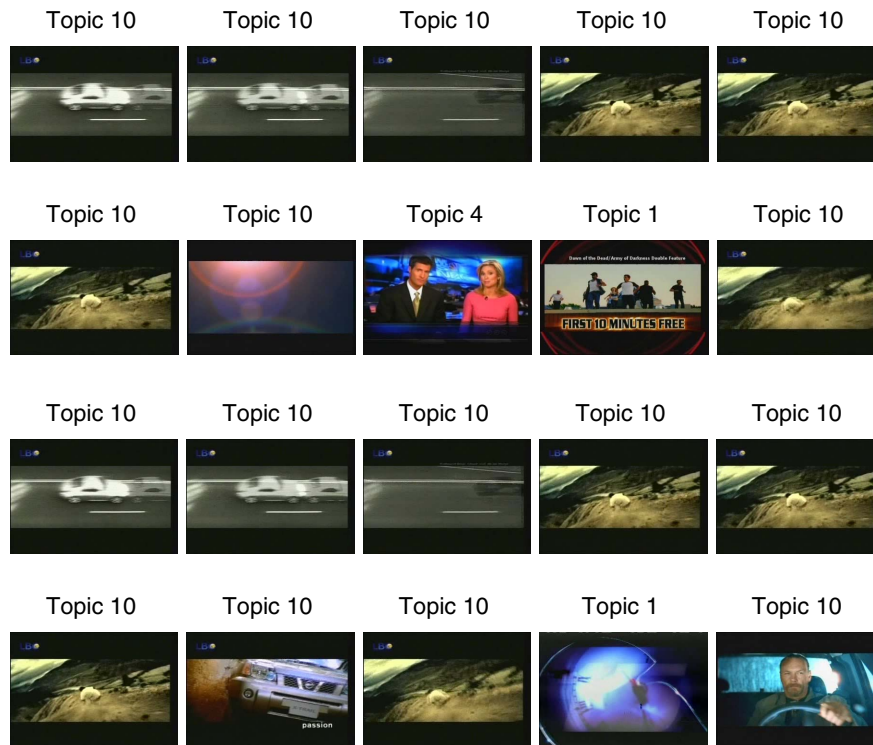 Topic 10 Topic 10 Topic 10 Topic 10 Topic 10
Topic 10 Topic 10 Topic 4 Topic 1 Topic 10
Dawn of the Dead/Army of Darkness Double Feature
FIRST 10 MINUTES FREE
Topic 10 Topic 10 Topic 10 Topic 10 Topic 10
Topic 10 Topic 10 Topic 10 Topic 1 Topic 10
passion